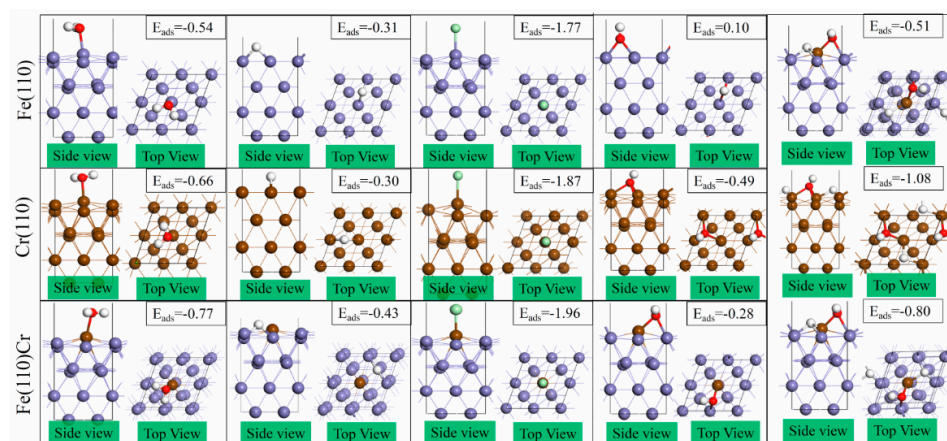 Fe(110)
E_ads=-0.54
E_ads=-0.31
E_ads=-1.77
E_ads=0.10
E_ads=-0.51
Side view Top View Side view Top View Side view Top View Side view Top View Side view Top View
Cr(110)
E_ads=-0.66
E_ads=-0.30
E_ads=-1.87
E_ads=-0.49
E_ads=-1.08
Side view Top View Side view Top View Side view Top View Side view Top View Side view Top View
Fe(110)Cr
E_ads=-0.77
E_ads=-0.43
E_ads=-1.96
E_ads=-0.28
E_ads=-0.80
Side view Top View Side view Top View Side view Top View Side view Top View Side view Top View